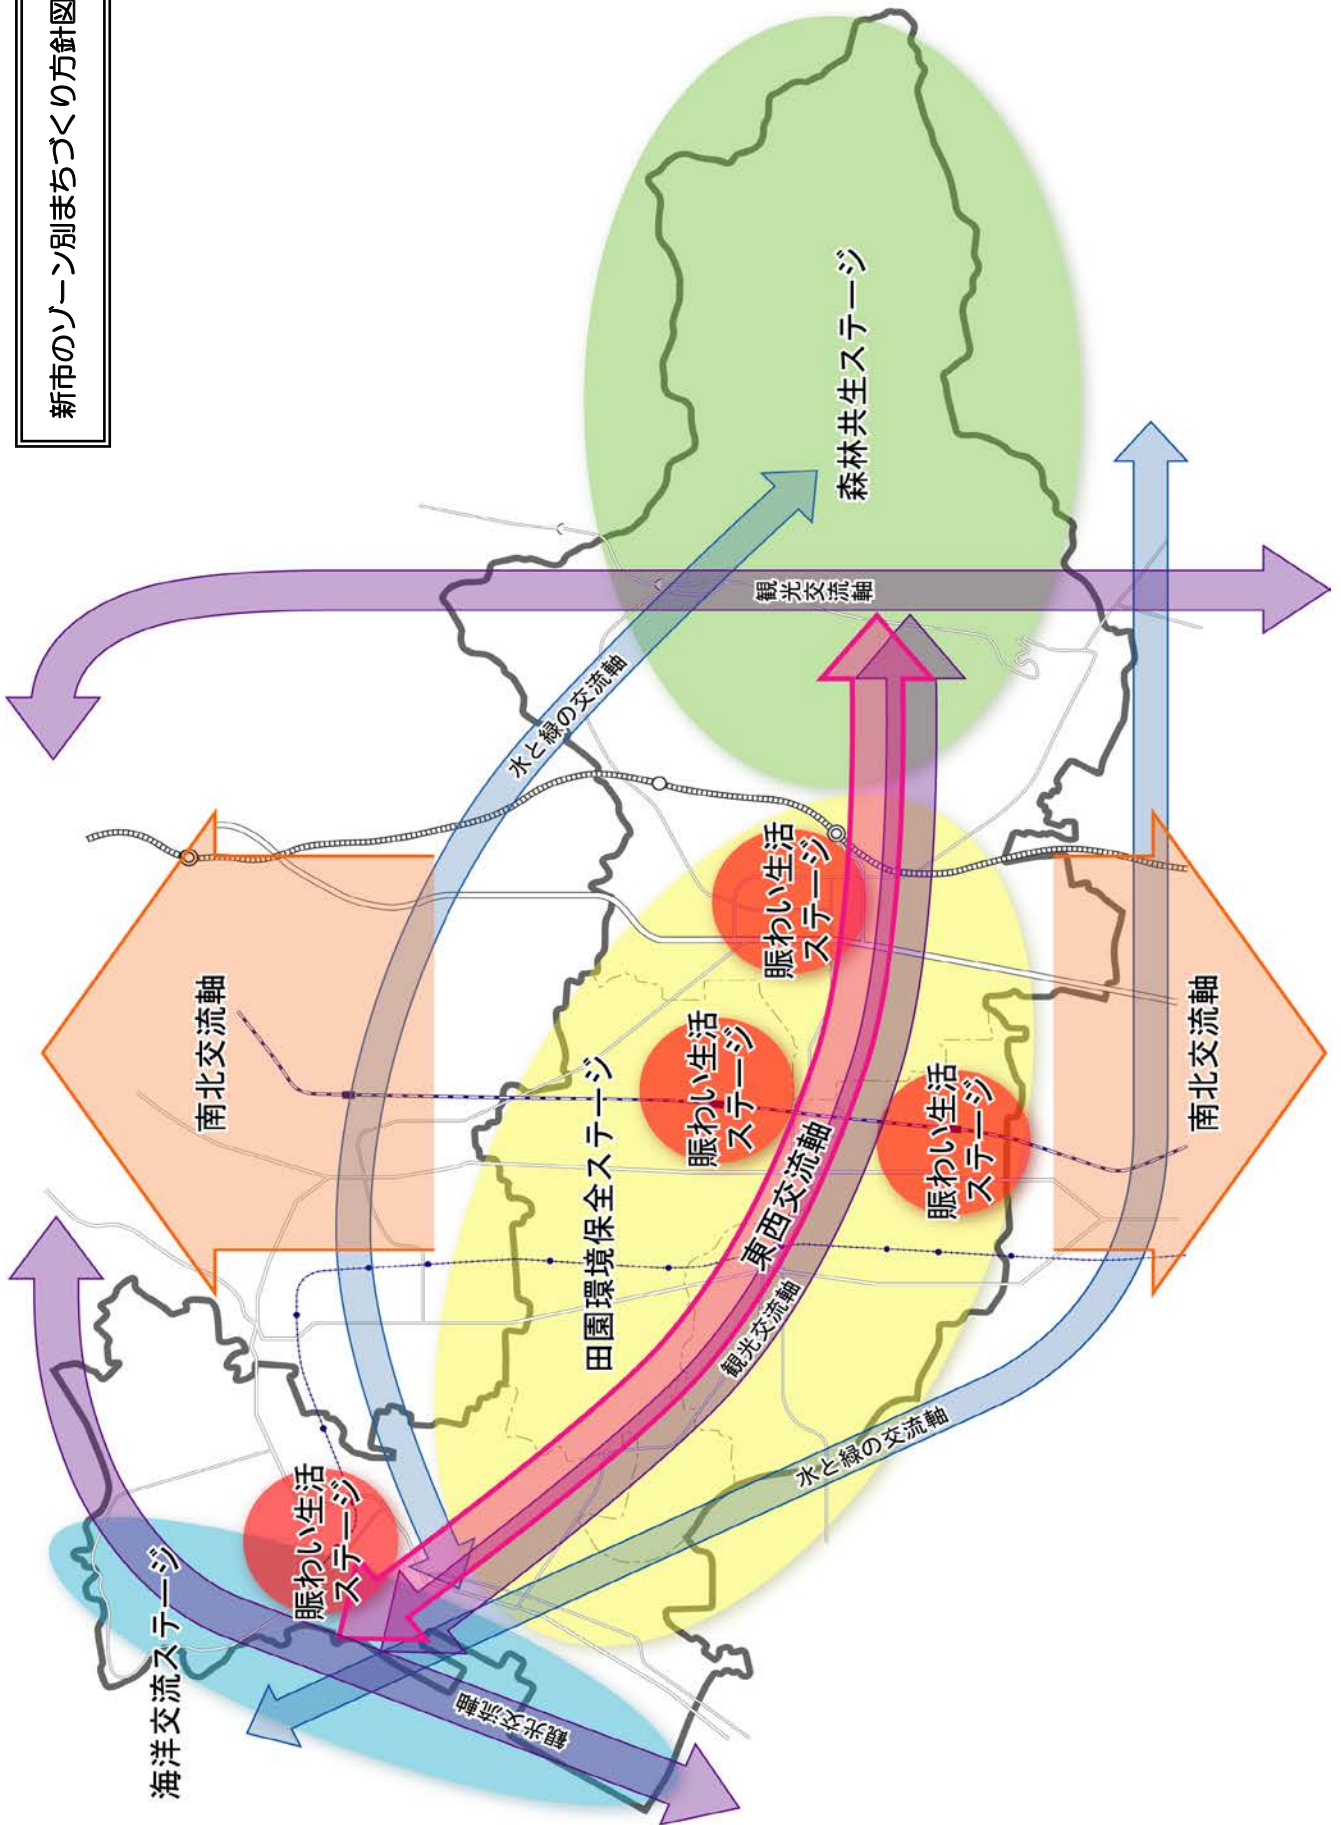 新市のゾーン別まちづくり方針図
海洋交流ステージ
南北交流軸
賑わい生活
ステージ
水と緑の交流軸
田園環境保全ステージ
賑わい生活
ステージ
賑わい生活
ステージ
観光交流軸
森林共生ステージ
観光交流軸
東西交流軸
観光交流軸
水と緑の交流軸
賑わい生活
ステージ
南北交流軸